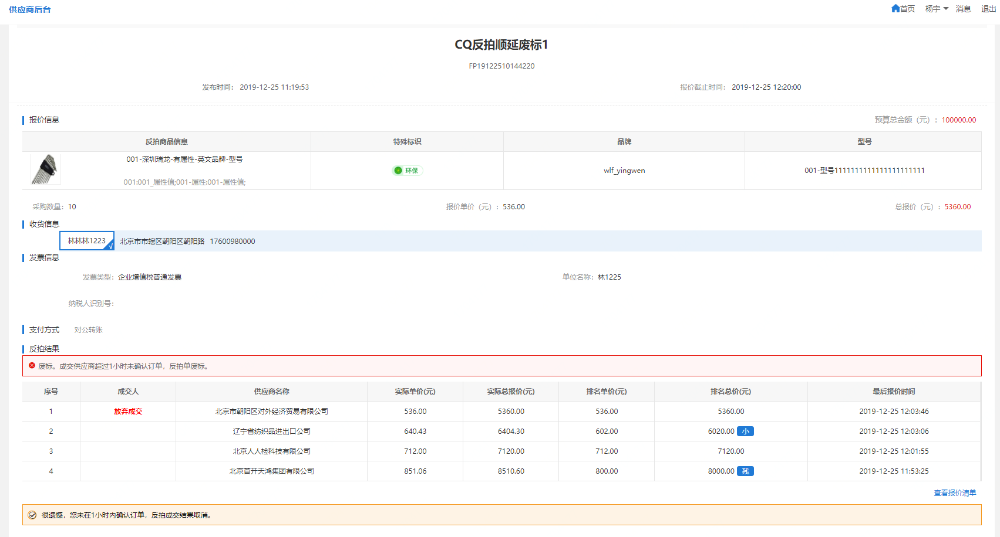 供应商后台 首页 杨宇 消息 退出
CQ反拍顺延废标1
FP19122510144220
发布时间： 2019-12-25 11:19:53 报价截止时间： 2019-12-25 12:20:00
报价信息 预算总金额（元）：100000.00
反拍商品信息 特殊标识 品牌 型号
001-深圳瑞龙-有属性-英文品牌-型号
环保 wlf_yingwen 001-型号1111111111111111111111
001:001_属性值;001-属性:001-属性值;
采购数量：10 报价单价（元）：536.00 总报价（元）：5360.00
收货信息
林林林1223 √ 北京市市辖区朝阳区朝阳路 17600980000
发票信息
发票类型：企业增值税普通发票 单位名称：林1225
纳税人识别号：
支付方式 对公转账
反拍结果
废标。成交供应商超过1小时未确认订单，反拍单废标。
序号 成交人 供应商名称 实际单价(元) 实际总报价(元) 排名单价(元) 排名总价(元) 最后报价时间
1 放弃成交 北京市朝阳区对外经济贸易有限公司 536.00 5360.00 536.00 5360.00 2019-12-25 12:03:46
2 辽宁省纺织品进出口公司 640.43 6404.30 602.00 6020.00 小 2019-12-25 12:03:06
3 北京人人检科技有限公司 712.00 7120.00 712.00 7120.00 2019-12-25 12:01:55
4 北京首开天鸿集团有限公司 851.06 8510.60 800.00 8000.00 残 2019-12-25 11:53:25
查看报价清单
很遗憾，您未在1小时内确认订单，反拍成交结果取消。